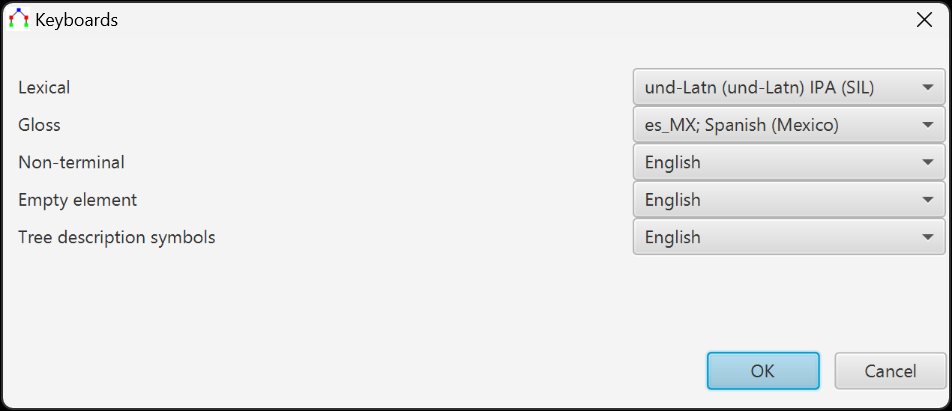 Keyboards
Lexical und-Latn (und-Latn) IPA (SIL)
Gloss es_MX; Spanish (Mexico)
Non-terminal English
Empty element English
Tree description symbols English
OK Cancel